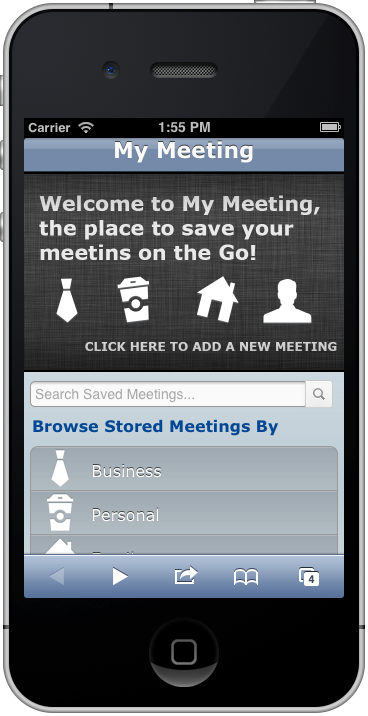 Carrier 1:55 PM
My Meeting
Welcome to My Meeting,
the place to save your
meetins on the Go!
CLICK HERE TO ADD A NEW MEETING
Search Saved Meetings...
Browse Stored Meetings By
Business
Personal
4